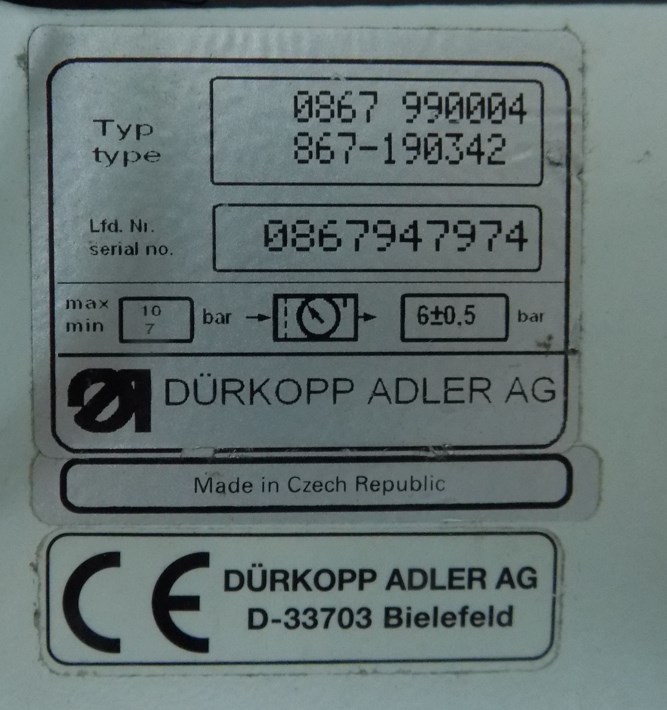 Typ
type
0867 990004
867-190342
Lfd. Nr.
serial no.
0867947974
max
min
10
7
bar
6±0.5
bar
DÜRKOPP ADLER AG
Made in Czech Republic
CE
DÜRKOPP ADLER AG
D-33703 Bielefeld